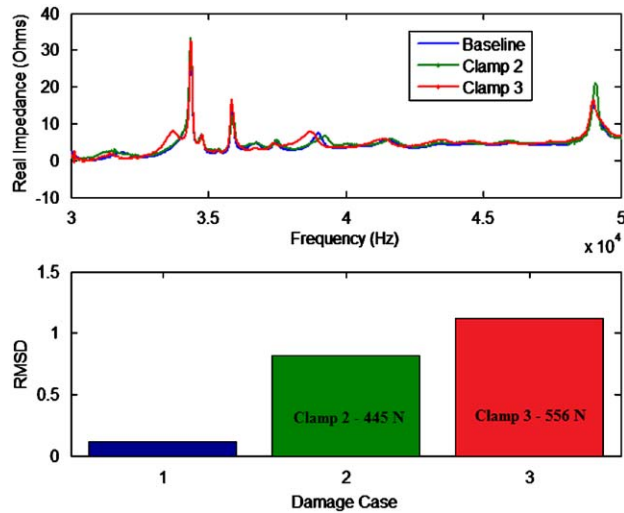 40
30
20
10
0
-10
Real Impedance (Ohms)
Baseline
Clamp 2
Clamp 3
3 3.5 4 4.5 5
Frequency (Hz)
x 10⁴
1.5
1
0.5
0
RMSD
Clamp 2 - 445 N
Clamp 3 - 556 N
1 2 3
Damage Case